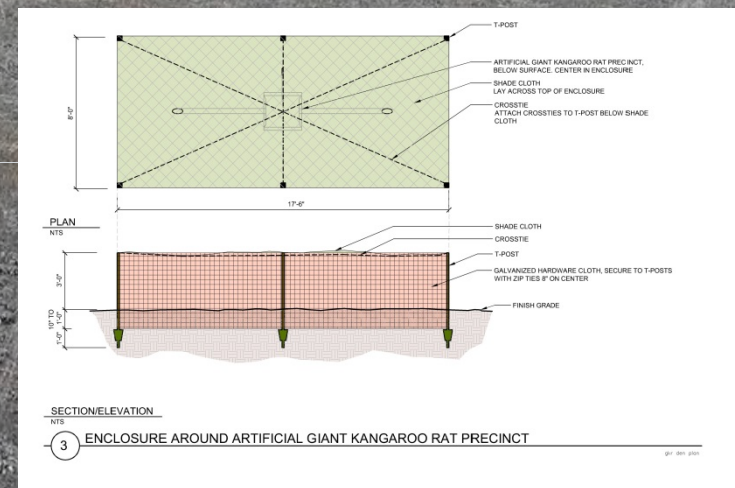 T-POST
ARTIFICIAL GIANT KANGAROO RAT PRECINCT,
BELOW SURFACE. CENTER IN ENCLOSURE
SHADE CLOTH
LAY ACROSS TOP OF ENCLOSURE
CROSSTIE
ATTACH CROSSTIES TO T-POST BELOW SHADE
CLOTH
8'-0"
17'-6"
PLAN
NTS
SHADE CLOTH
CROSSTIE
T-POST
GALVANIZED HARDWARE CLOTH, SECURE TO T-POSTS
WITH ZIP TIES 8" ON CENTER
FINISH GRADE
3'-0"
10" TO
1'-0"
1'-0"
SECTION/ELEVATION
NTS
3 ENCLOSURE AROUND ARTIFICIAL GIANT KANGAROO RAT PRECINCT
gkr den plan